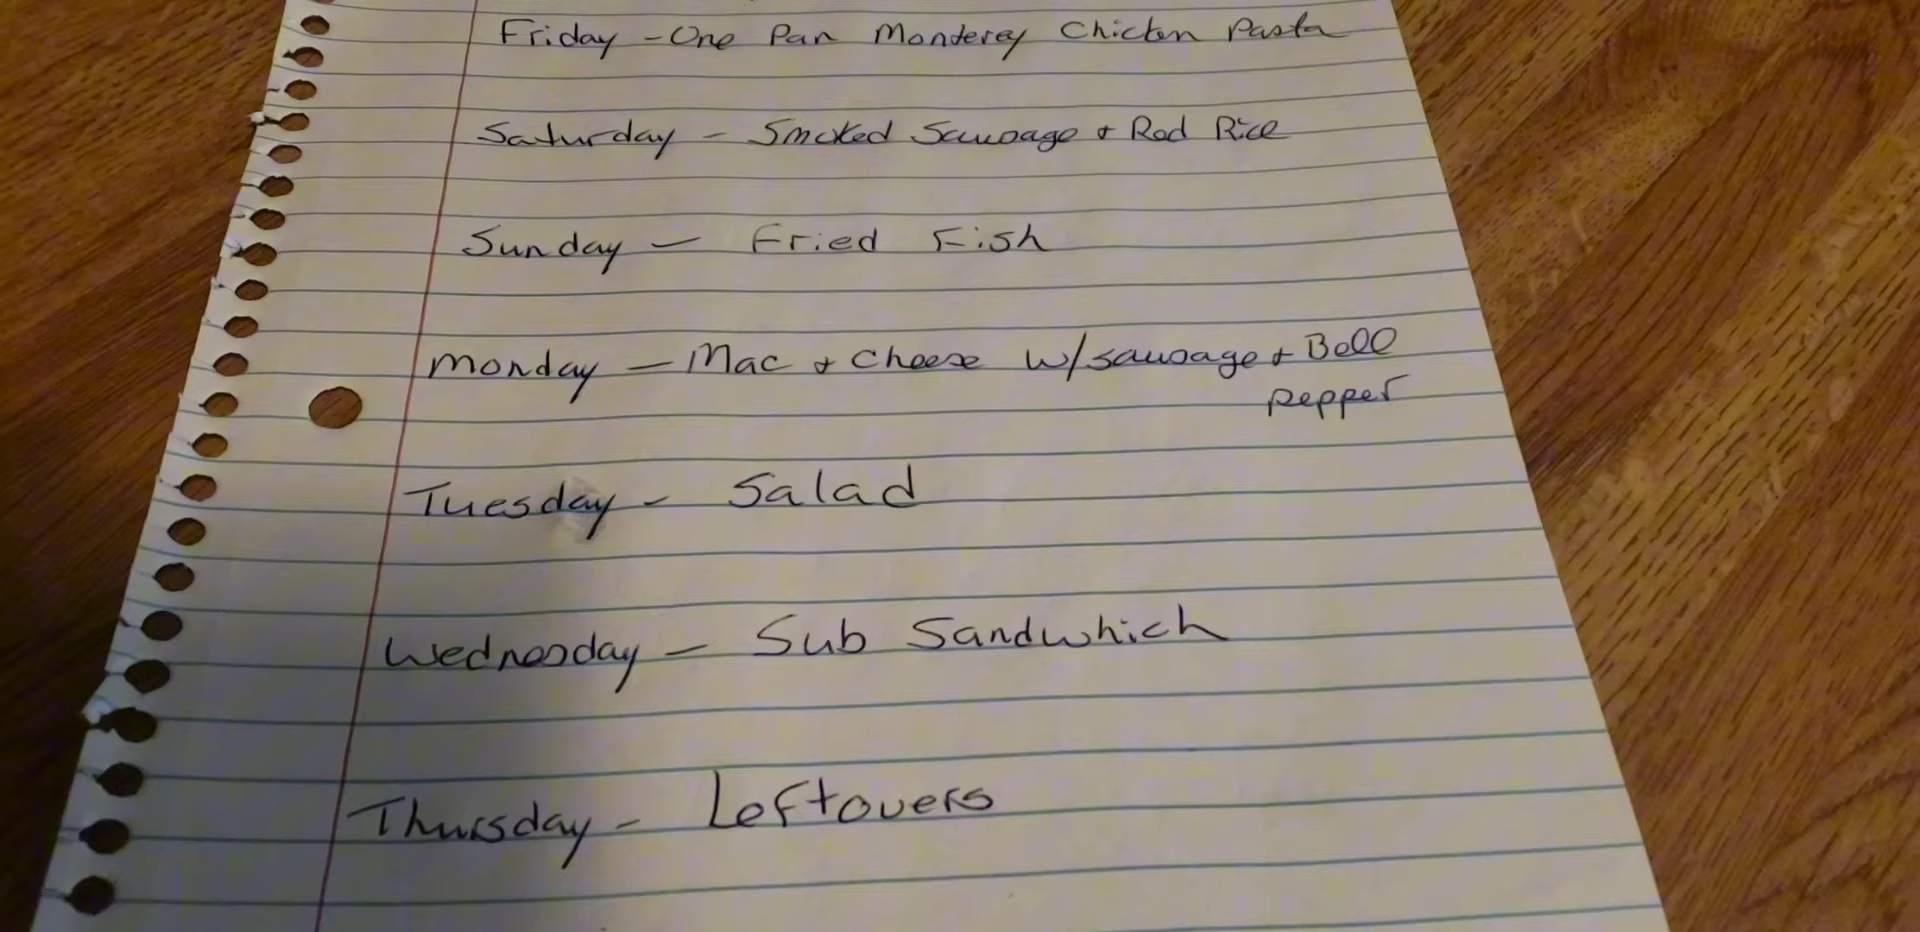 Friday - One Pan Monterey Chicken Pasta
Saturday - Smoked Sausage + Red Rice
Sunday - Fried Fish
Monday - Mac + Cheese w/sausage + Bell
pepper
Tuesday - Salad
Wednesday - Sub Sandwhich
Thursday - Leftovers